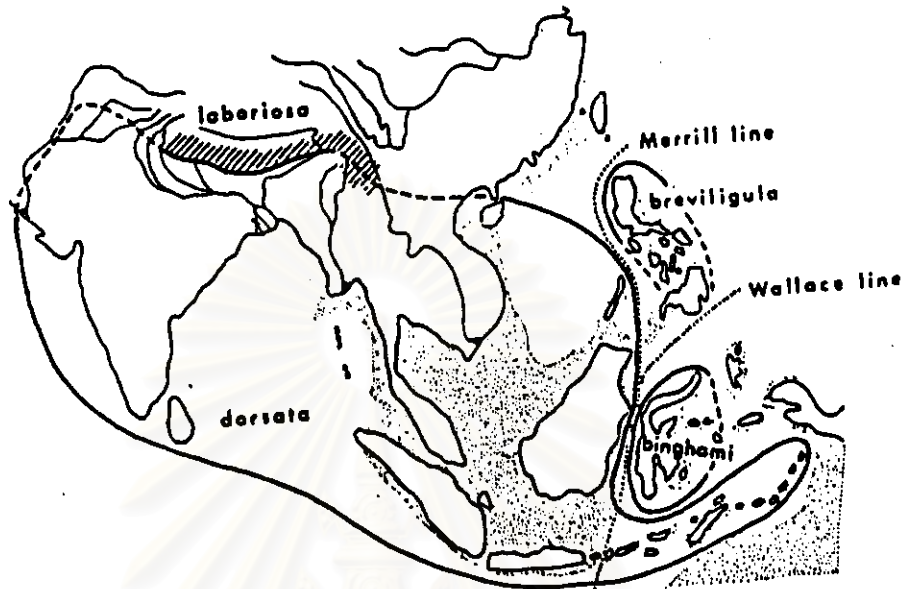 laboriosa
Merrill line
breviligula
Wallace line
dorsata
binghami